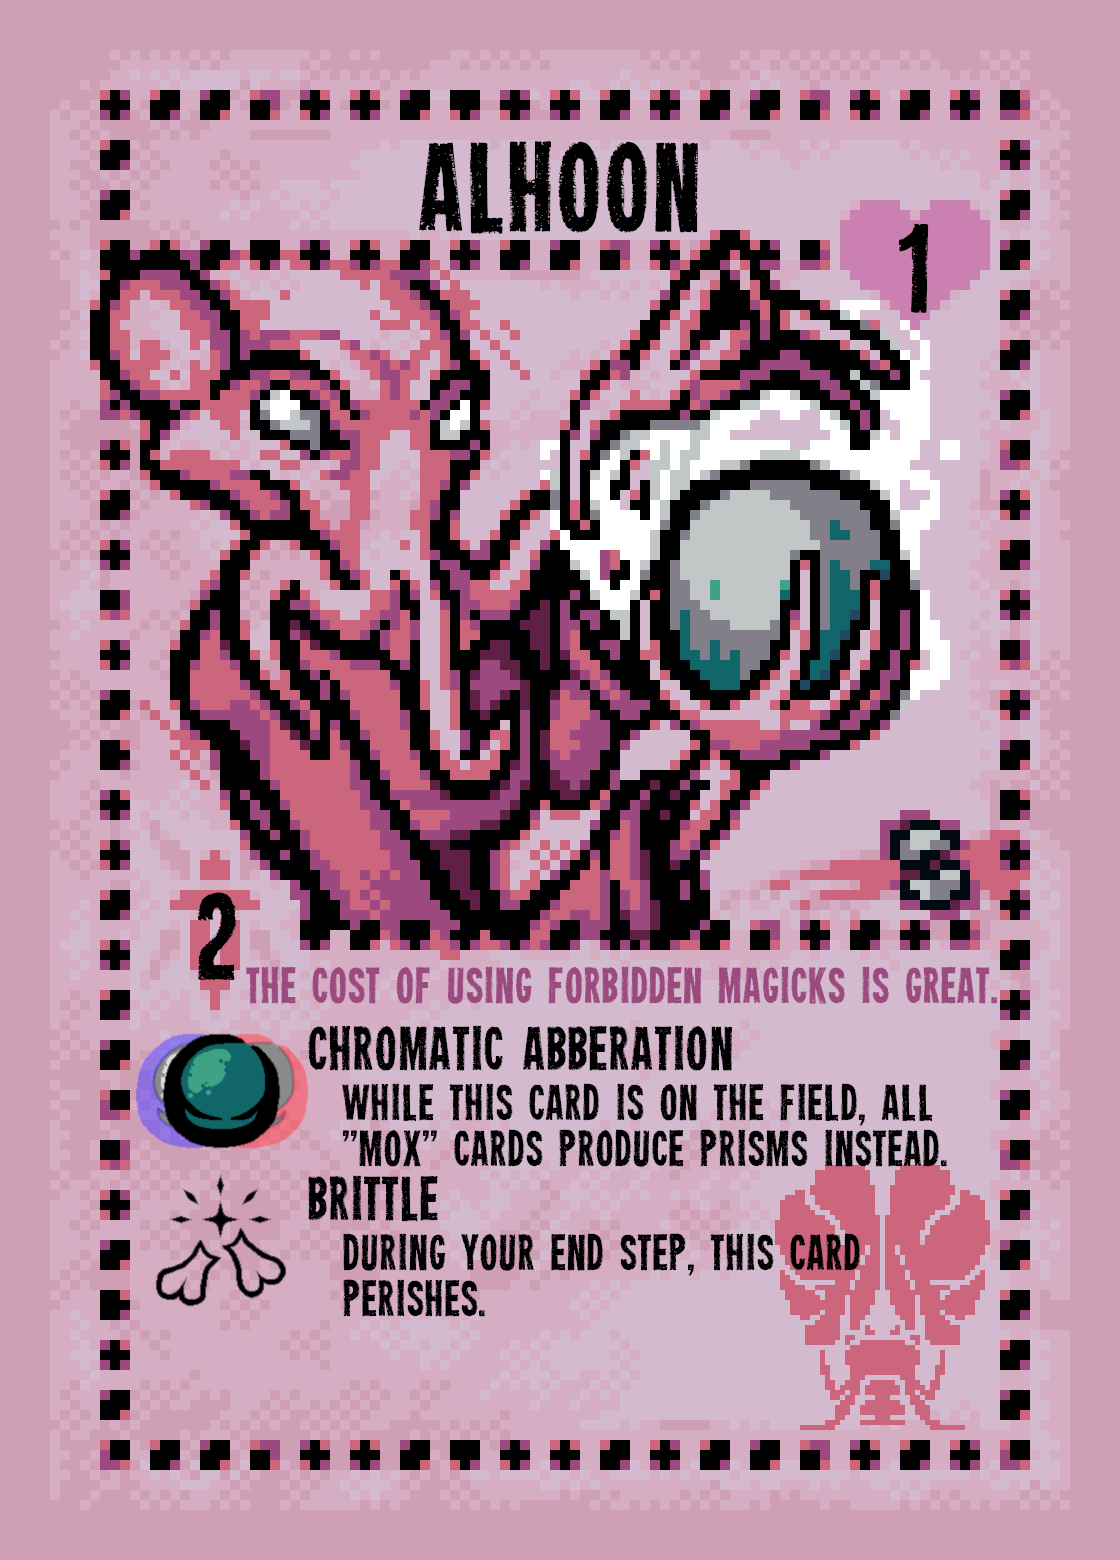 ALHOON
1
2
THE COST OF USING FORBIDDEN MAGICKS IS GREAT.
CHROMATIC ABBERATION
WHILE THIS CARD IS ON THE FIELD, ALL
"MOX" CARDS PRODUCE PRISMS INSTEAD.
BRITTLE
DURING YOUR END STEP, THIS CARD
PERISHES.